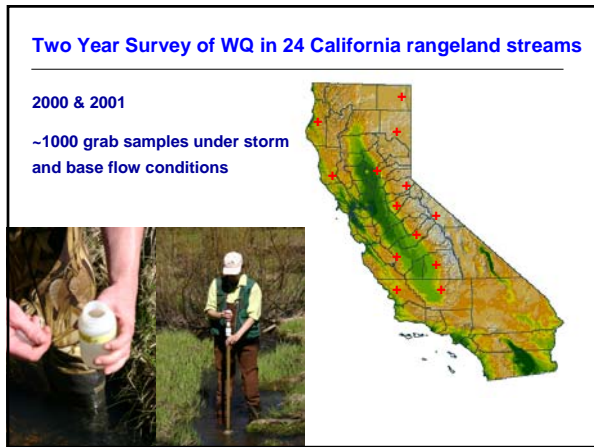 Two Year Survey of WQ in 24 California rangeland streams
2000 & 2001
~1000 grab samples under storm
and base flow conditions